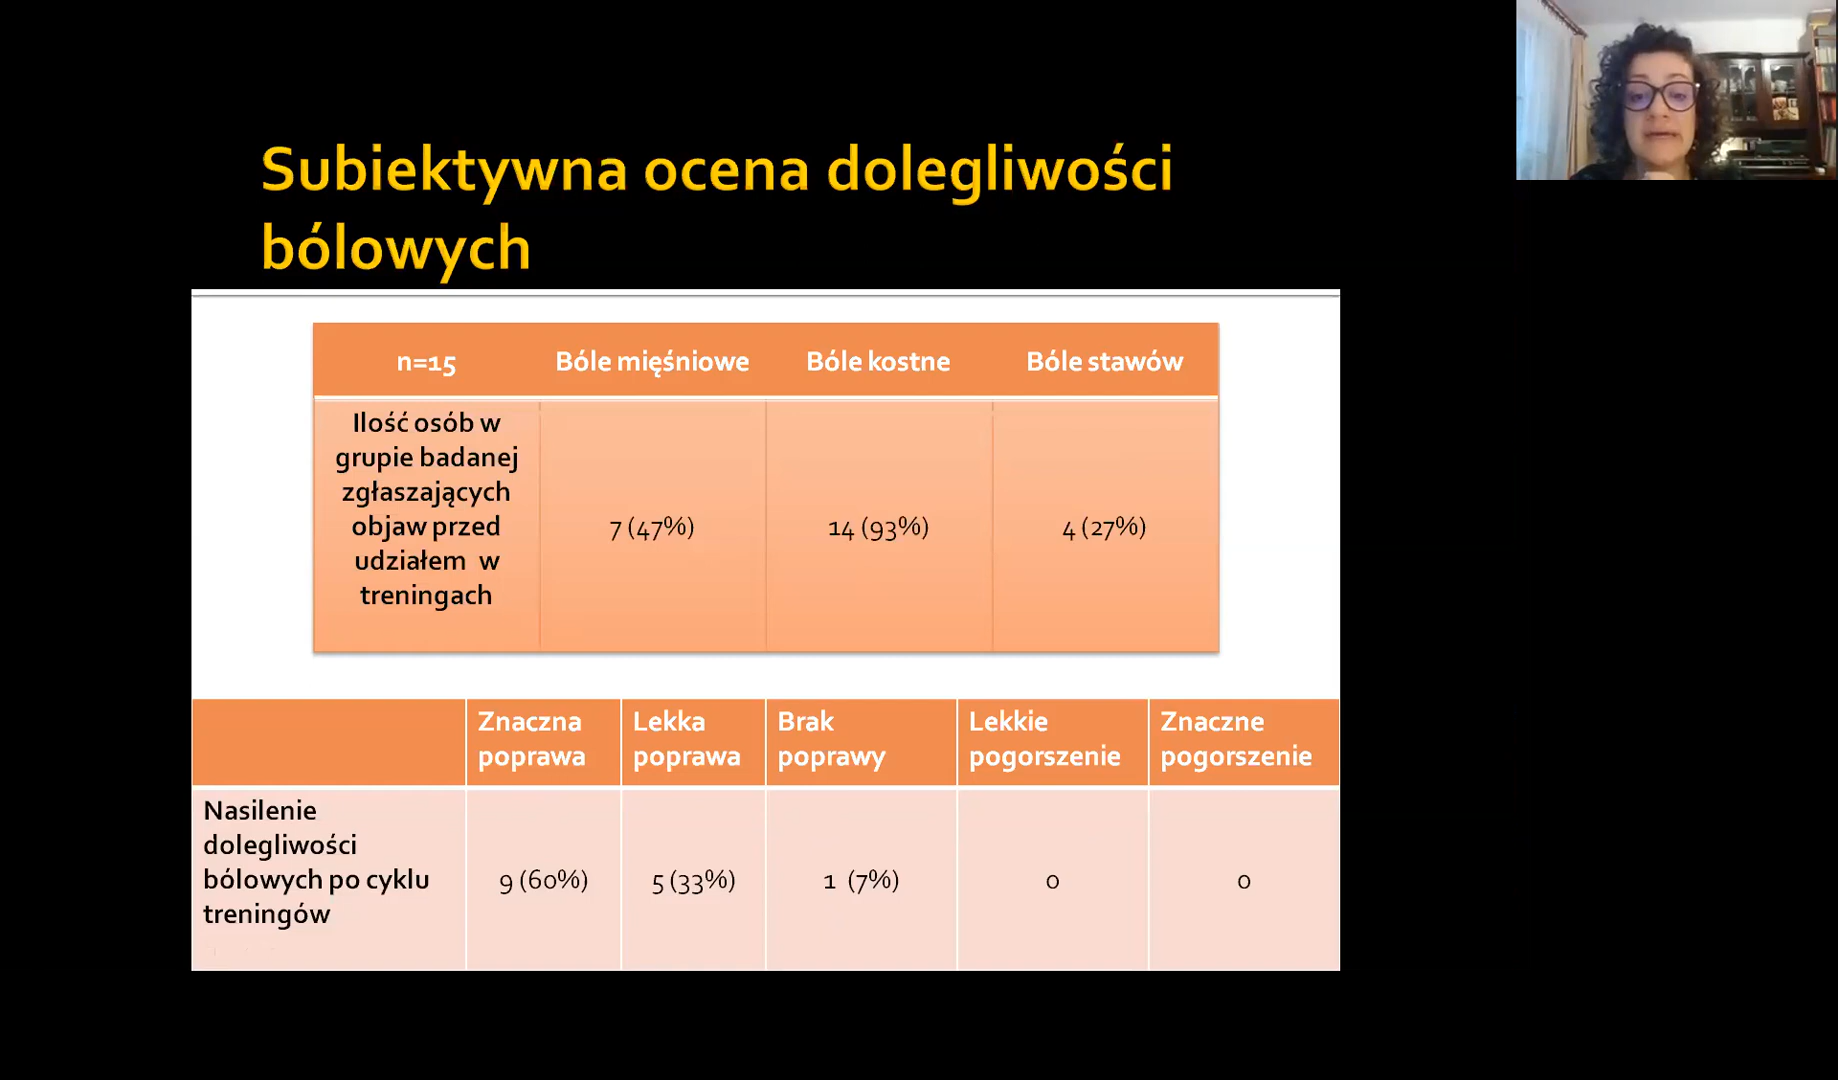 Subiektywna ocena dolegliwości
bólowych
n=15 Bóle mięśniowe Bóle kostne Bóle stawów
Ilość osób w
grupie badanej
zgłaszających
objaw przed
udziałem w
treningach
7 (47%) 14 (93%) 4 (27%)
Znaczna
poprawa
Lekka
poprawa
Brak
poprawy
Lekkie
pogorszenie
Znaczne
pogorszenie
Nasilenie
dolegliwości
bólowych po cyklu
treningów
9 (60%) 5 (33%) 1 (7%) 0 0